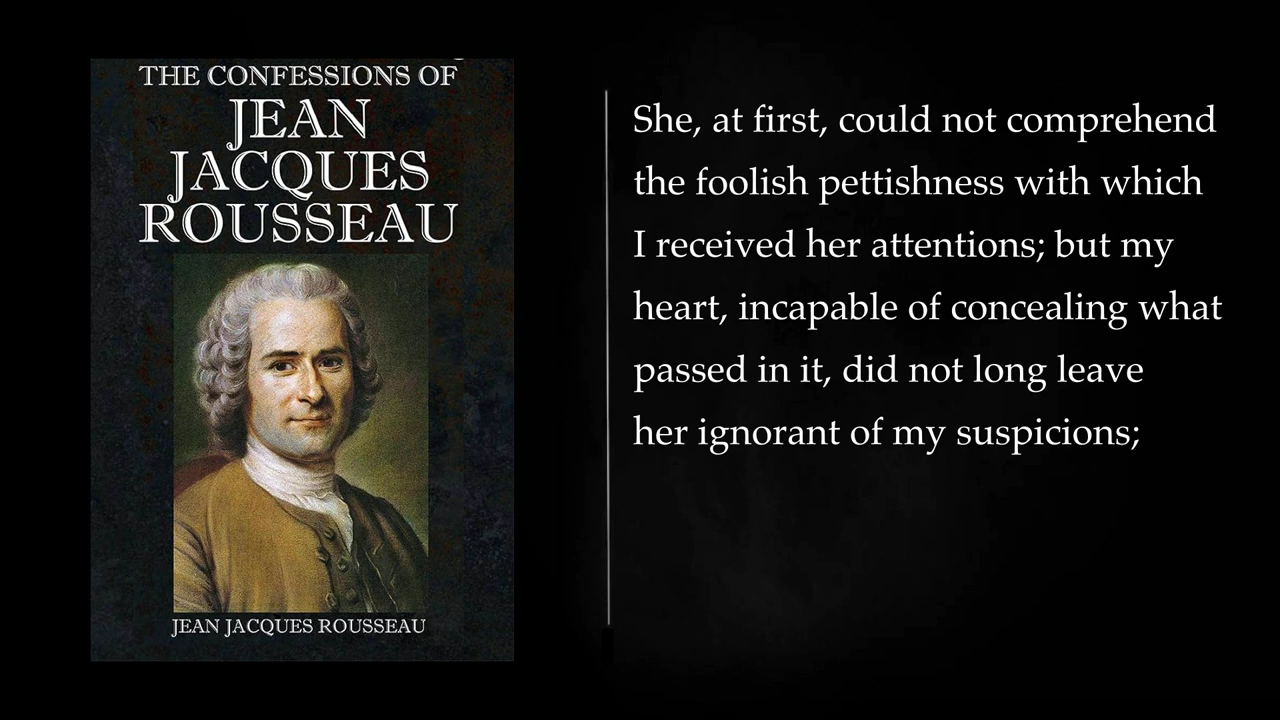 THE CONFESSIONS OF
JEAN
JACQUES
ROUSSEAU
JEAN JACQUES ROUSSEAU
She, at first, could not comprehend
the foolish pettishness with which
I received her attentions; but my
heart, incapable of concealing what
passed in it, did not long leave
her ignorant of my suspicions;